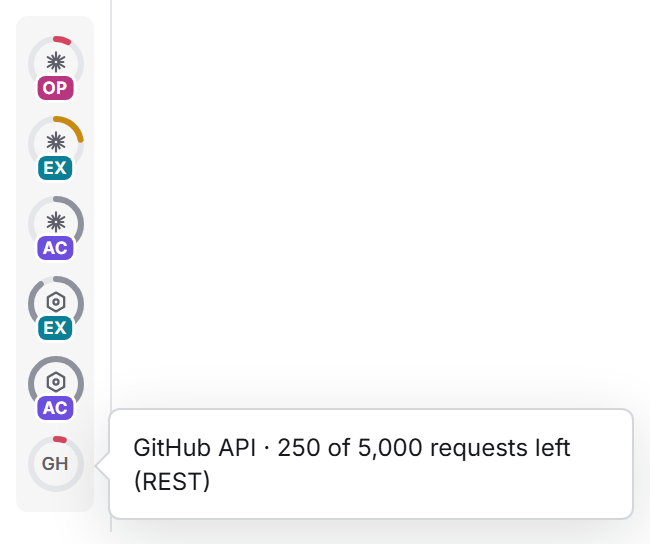 OP
EX
AC
EX
AC
GH
GitHub API · 250 of 5,000 requests left
(REST)